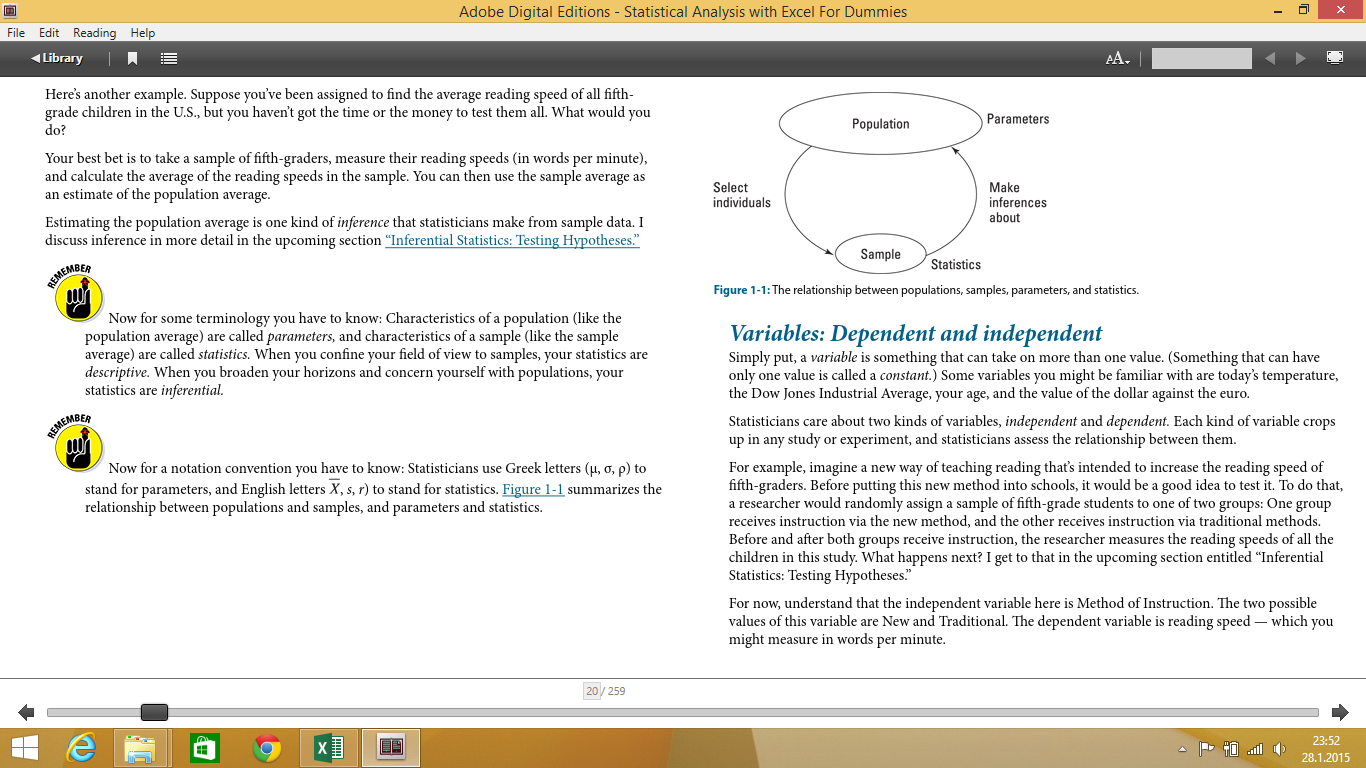 Adobe Digital Editions - Statistical Analysis with Excel For Dummies
File Edit Reading Help
Library
AA
Here's another example. Suppose you've been assigned to find the average reading speed of all fifth-
grade children in the U.S., but you haven't got the time or the money to test them all. What would you
do?
Your best bet is to take a sample of fifth-graders, measure their reading speeds (in words per minute),
and calculate the average of the reading speeds in the sample. You can then use the sample average as
an estimate of the population average.
Estimating the population average is one kind of inference that statisticians make from sample data. I
discuss inference in more detail in the upcoming section “Inferential Statistics: Testing Hypotheses.”
REMEMBER
Now for some terminology you have to know: Characteristics of a population (like the
population average) are called parameters, and characteristics of a sample (like the sample
average) are called statistics. When you confine your field of view to samples, your statistics are
descriptive. When you broaden your horizons and concern yourself with populations, your
statistics are inferential.
REMEMBER
Now for a notation convention you have to know: Statisticians use Greek letters (μ, σ, ρ) to
stand for parameters, and English letters X̅, s, r) to stand for statistics. Figure 1-1 summarizes the
relationship between populations and samples, and parameters and statistics.
Population
Parameters
Select
individuals
Make
inferences
about
Sample
Statistics
Figure 1-1: The relationship between populations, samples, parameters, and statistics.
Variables: Dependent and independent
Simply put, a variable is something that can take on more than one value. (Something that can have
only one value is called a constant.) Some variables you might be familiar with are today's temperature,
the Dow Jones Industrial Average, your age, and the value of the dollar against the euro.
Statisticians care about two kinds of variables, independent and dependent. Each kind of variable crops
up in any study or experiment, and statisticians assess the relationship between them.
For example, imagine a new way of teaching reading that's intended to increase the reading speed of
fifth-graders. Before putting this new method into schools, it would be a good idea to test it. To do that,
a researcher would randomly assign a sample of fifth-grade students to one of two groups: One group
receives instruction via the new method, and the other receives instruction via traditional methods.
Before and after both groups receive instruction, the researcher measures the reading speeds of all the
children in this study. What happens next? I get to that in the upcoming section entitled “Inferential
Statistics: Testing Hypotheses.”
For now, understand that the independent variable here is Method of Instruction. The two possible
values of this variable are New and Traditional. The dependent variable is reading speed — which you
might measure in words per minute.
20 / 259
23:52
28.1.2015